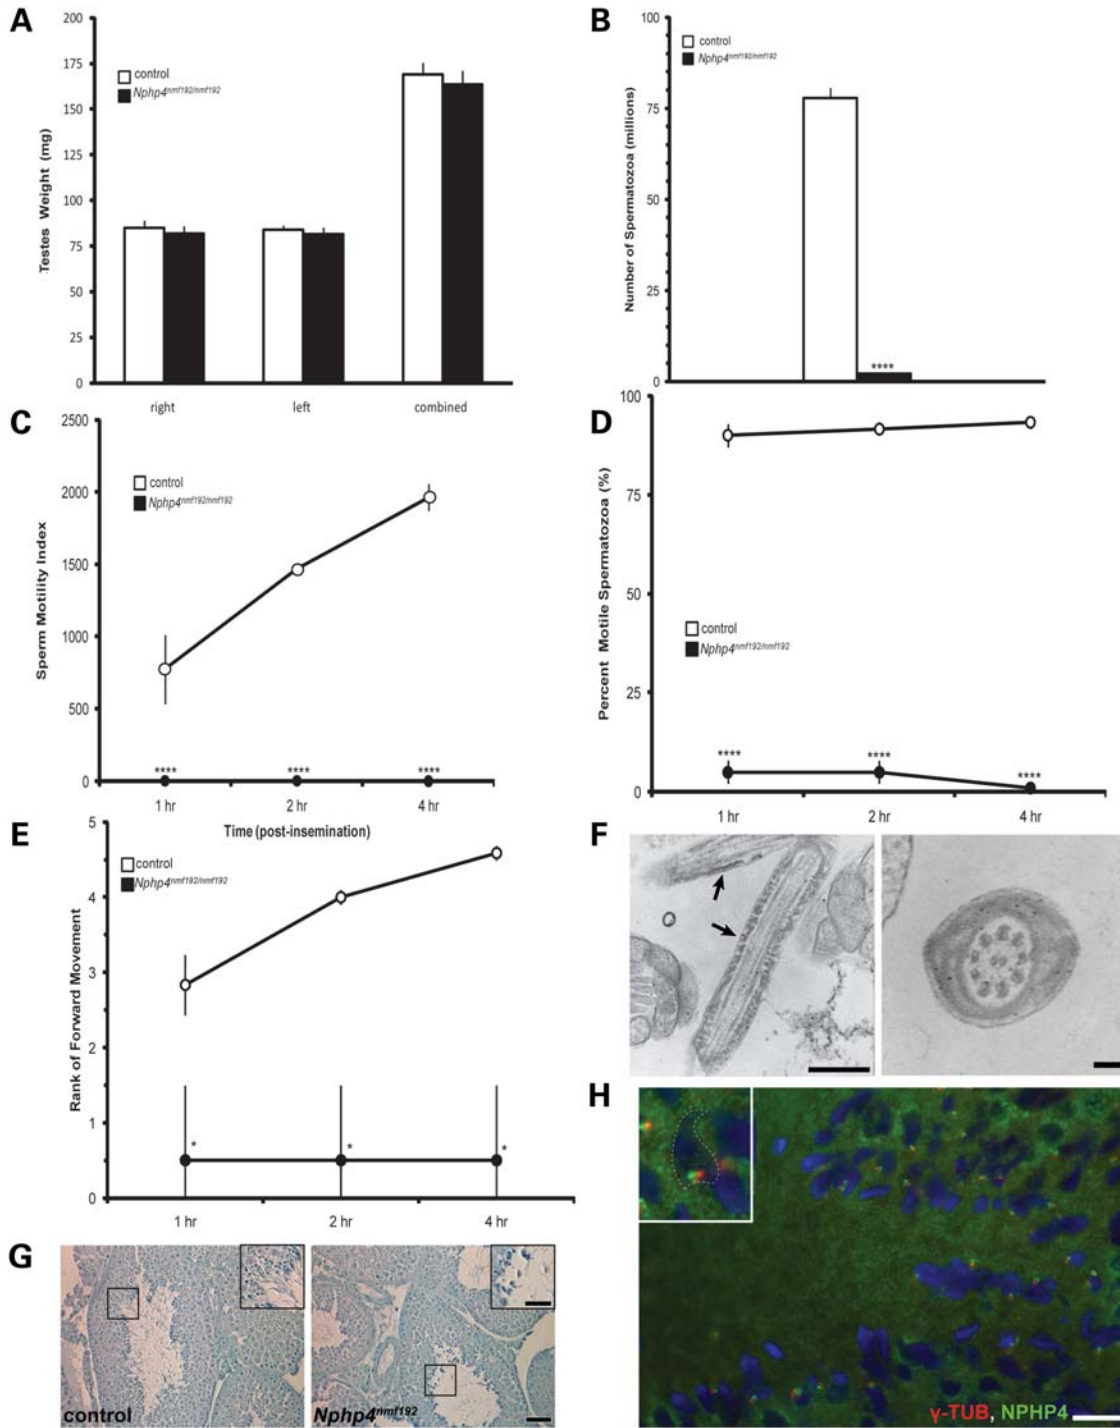 A
200
175
150
125
100
75
50
25
0
Testes Weight (mg)
control
Nphp4nmf192/nmf192
right left combined
B
100
75
50
25
0
Number of Spermatozoa (millions)
control
Nphp4nmf192/nmf192
****
C
2500
2000
1500
1000
500
0
Sperm Motility Index
control
Nphp4nmf192/nmf192
**** **** ****
1 hr 2 hr 4 hr
Time (post-insemination)
D
100
75
50
25
0
Percent Motile Spermatozoa (%)
control
Nphp4nmf192/nmf192
**** **** ****
1 hr 2 hr 4 hr
E
5
4
3
2
1
0
Rank of Forward Movement
control
Nphp4nmf192/nmf192
* * *
1 hr 2 hr 4 hr
F
G
control
Nphp4nmf192
H
γ-TUB, NPHP4